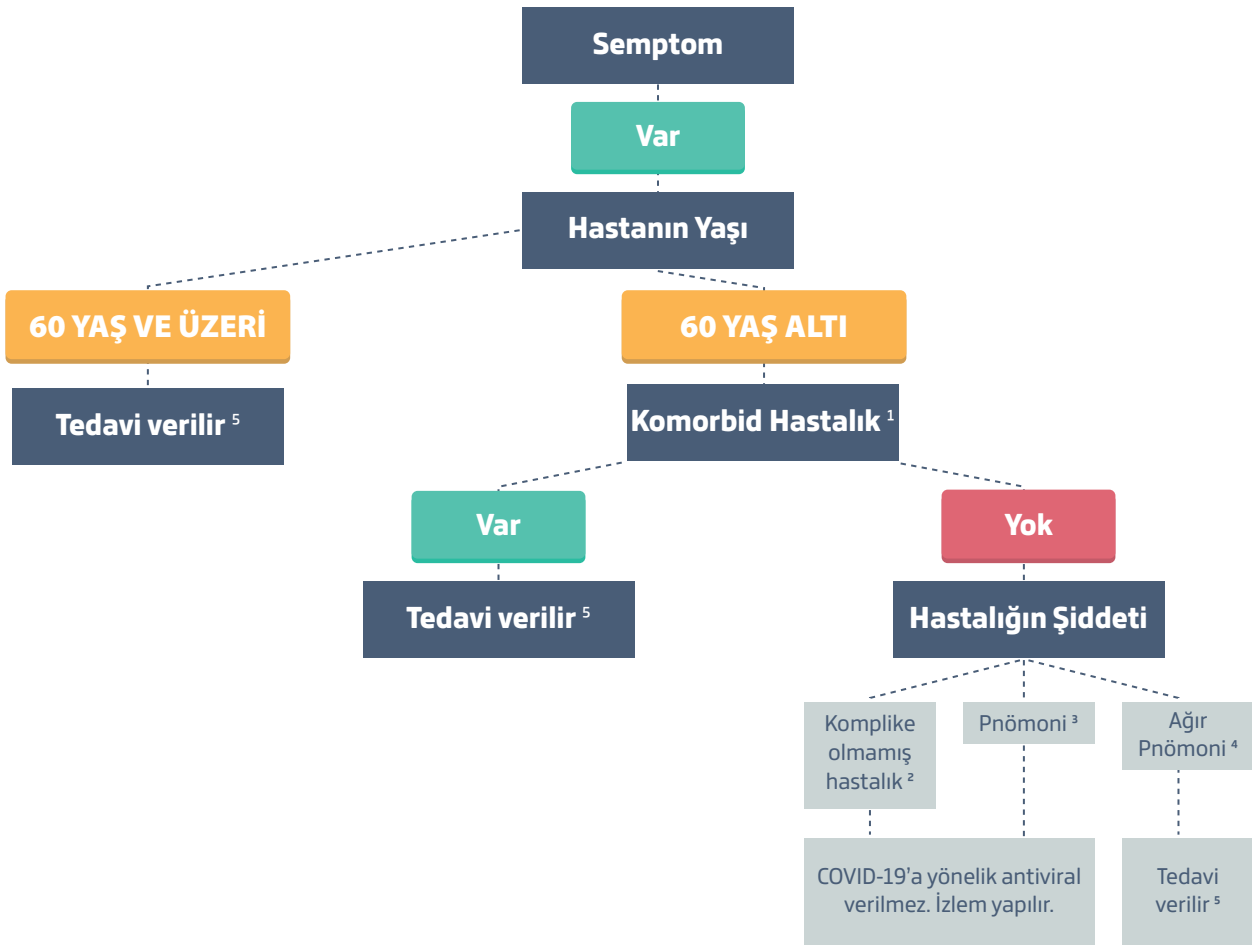 Semptom
Var
Hastanın Yaşı
60 YAŞ VE ÜZERİ
60 YAŞ ALTI
Tedavi verilir ⁵
Komorbid Hastalık ¹
Var
Yok
Tedavi verilir ⁵
Hastalığın Şiddeti
Komplike
olmamış
hastalık ²
Pnömoni ³
Ağır
Pnömoni ⁴
COVID-19’a yönelik antiviral
verilmez. İzlem yapılır.
Tedavi
verilir ⁵